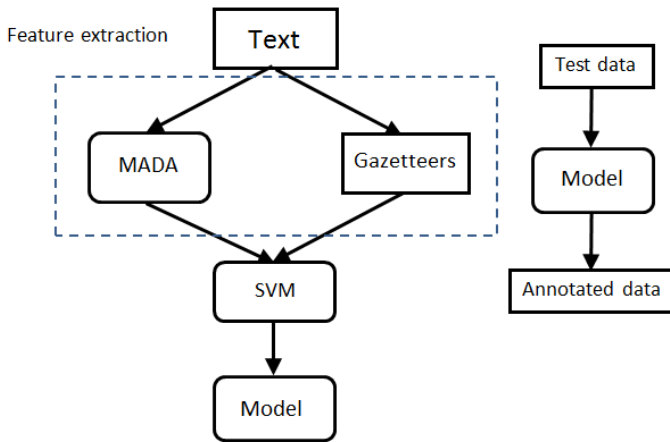 Feature extraction
Text
MADA
Gazetteers
SVM
Model
Test data
Model
Annotated data